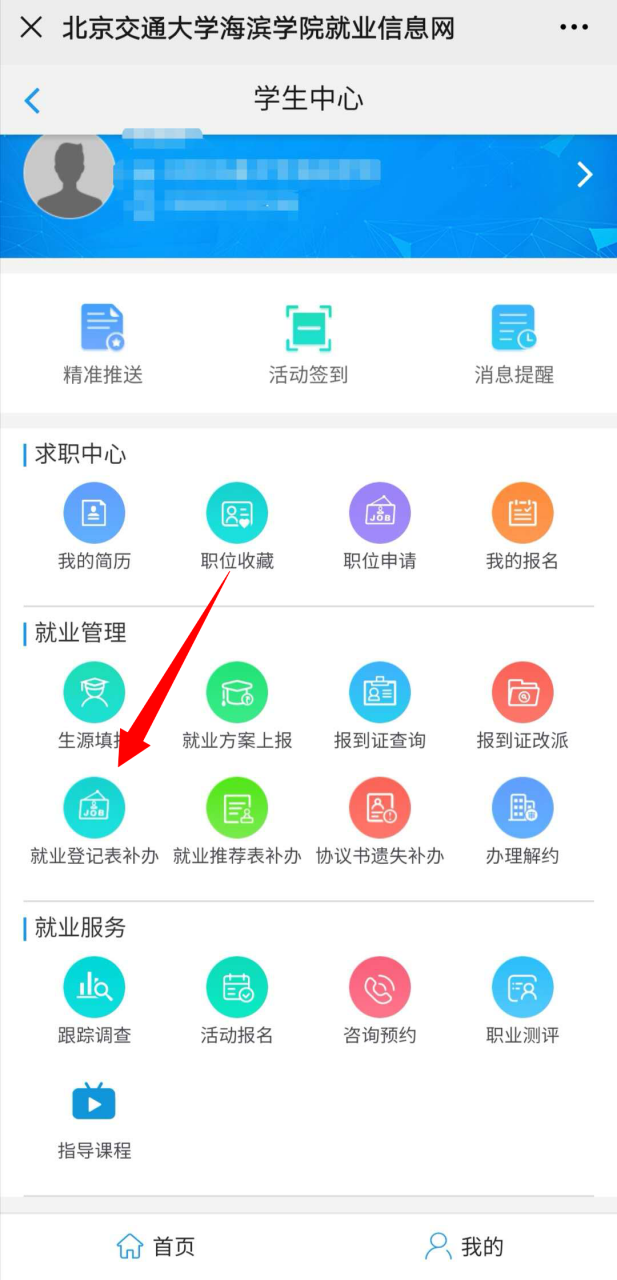 北京交通大学海滨学院就业信息网
学生中心
精准推送 活动签到 消息提醒
求职中心
我的简历 职位收藏 职位申请 我的报名
就业管理
生源填 就业方案上报 报到证查询 报到证改派
JOB
就业登记表补办 就业推荐表补办 协议书遗失补办 办理解约
就业服务
跟踪调查 活动报名 咨询预约 职业测评
指导课程
首页 我的